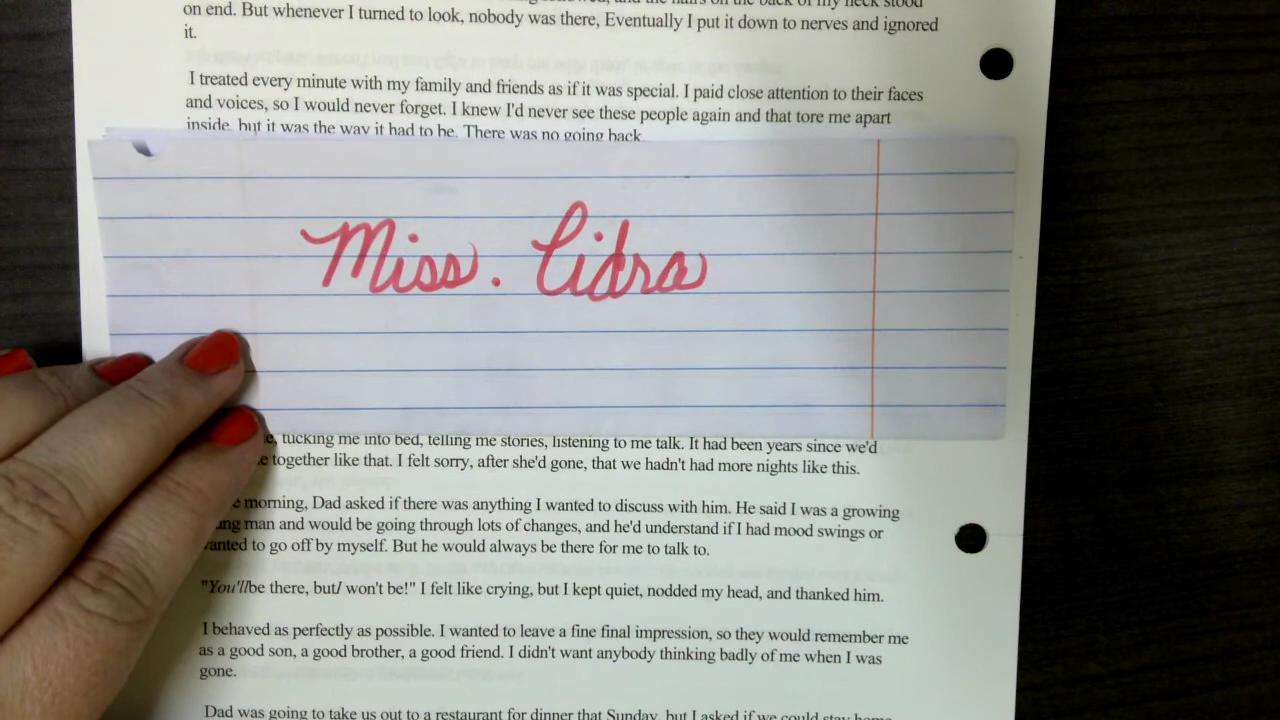 on end. But whenever I turned to look, nobody was there, Eventually I put it down to nerves and ignored
it.
I treated every minute with my family and friends as if it was special. I paid close attention to their faces
and voices, so I would never forget. I knew I'd never see these people again and that tore me apart
inside, but it was the way it had to be. There was no going back.
Miss. Cidra
tucking me into bed, telling me stories, listening to me talk. It had been years since we'd
together like that. I felt sorry, after she'd gone, that we hadn't had more nights like this.
morning, Dad asked if there was anything I wanted to discuss with him. He said I was a growing
man and would be going through lots of changes, and he'd understand if I had mood swings or
wanted to go off by myself. But he would always be there for me to talk to.
"You'll be there, but I won't be!" I felt like crying, but I kept quiet, nodded my head, and thanked him.
I behaved as perfectly as possible. I wanted to leave a fine final impression, so they would remember me
as a good son, a good brother, a good friend. I didn't want anybody thinking badly of me when I was
gone.
Dad was going to take us out to a restaurant for dinner that Sunday, but I asked if we could stay home